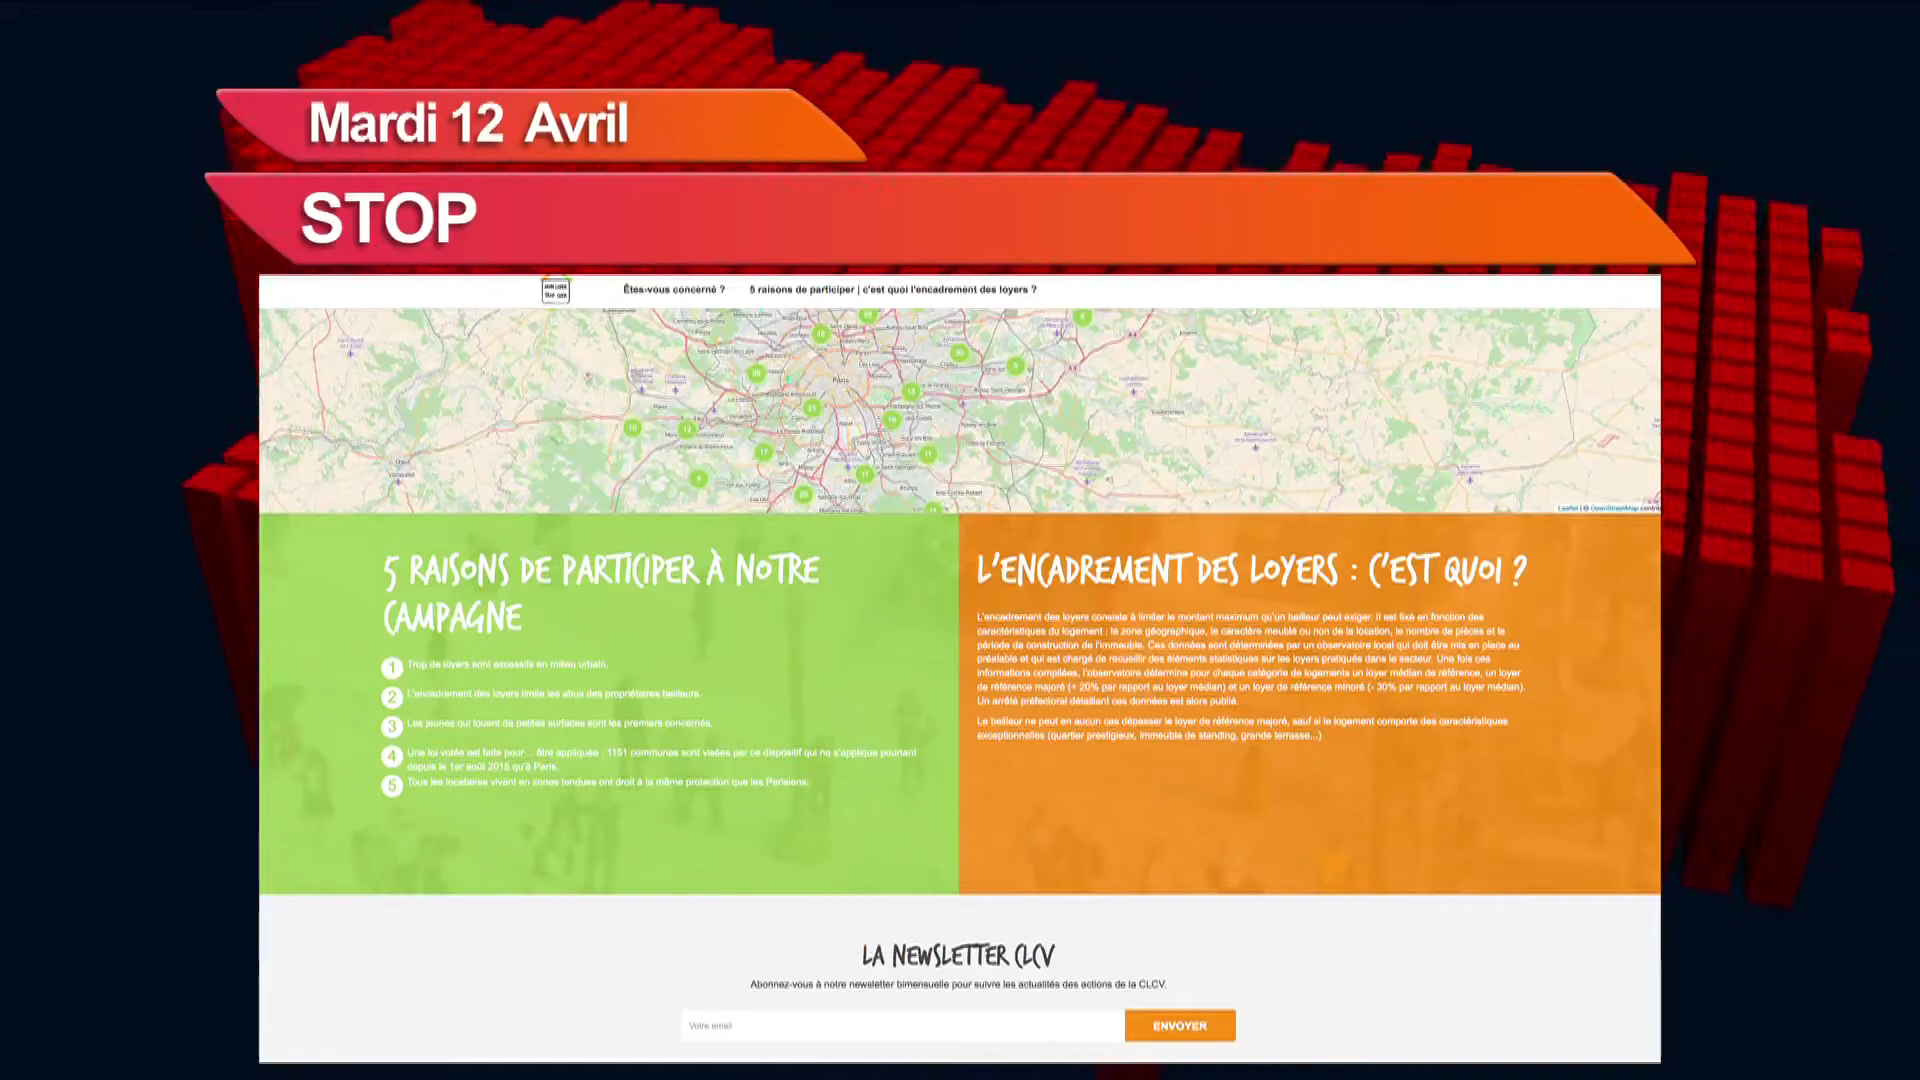 Mardi 12 Avril
STOP
Êtes-vous concerné ? 5 raisons de participer | c'est quoi l'encadrement des loyers ?
Paris
Leaflet | © OpenStreetMap
5 RAISONS DE PARTICIPER À NOTRE
CAMPAGNE
1 Trop de loyers sont excessifs en milieu urbain.
2 L'encadrement des loyers limite les abus des propriétaires bailleurs.
3 Les jeunes qui louent de petites surfaces sont les premiers concernés.
4 Une loi votée est faite pour... être appliquée : 1151 communes sont visées par ce dispositif qui ne s'applique pourtant
depuis le 1er août 2015 qu'à Paris.
5 Tous les locataires vivant en zones tendues ont droit à la même protection que les Parisiens.
L'ENCADREMENT DES LOYERS : C'EST QUOI ?
L'encadrement des loyers consiste à limiter le montant maximum qu'un bailleur peut exiger. Il est fixé en fonction des
caractéristiques du logement : la zone géographique, le caractère meublé ou non de la location, le nombre de pièces et la
période de construction de l'immeuble. Ces données sont déterminées par un observatoire local qui doit être mis en place au
préalable et qui est chargé de recueillir des éléments statistiques sur les loyers pratiqués dans le secteur. Une fois ces
informations compilées, l'observatoire détermine pour chaque catégorie de logements un loyer médian de référence, un loyer
de référence majoré (+ 20% par rapport au loyer médian) et un loyer de référence minoré (- 30% par rapport au loyer médian).
Un arrêté préfectoral détaillant ces données est alors publié.
Le bailleur ne peut en aucun cas dépasser le loyer de référence majoré, sauf si le logement comporte des caractéristiques
exceptionnelles (quartier prestigieux, immeuble de standing, grande terrasse...)
LA NEWSLETTER CLCV
Abonnez-vous à notre newsletter bimensuelle pour suivre les actualités des actions de la CLCV.
Votre email
ENVOYER